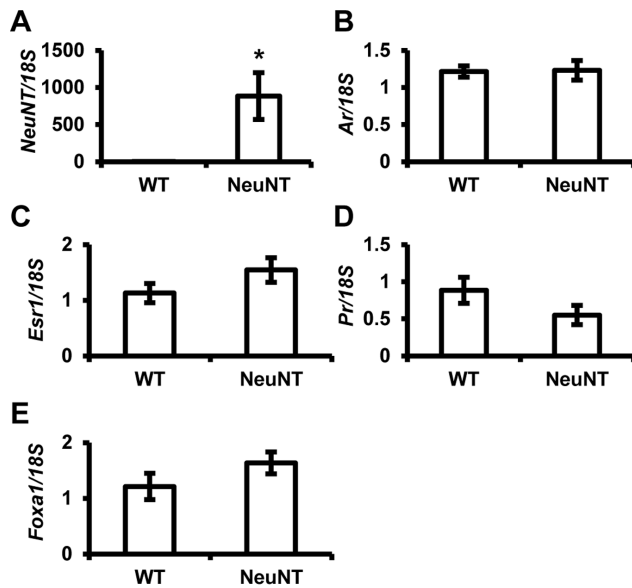 A
NeuNT/18S
1500
1000
500
0
*
WT
NeuNT
B
Ar/18S
1.5
1
0.5
0
WT
NeuNT
C
Esr1/18S
2
1
0
WT
NeuNT
D
Pr/18S
1.5
1
0.5
0
WT
NeuNT
E
Foxa1/18S
2
1
0
WT
NeuNT